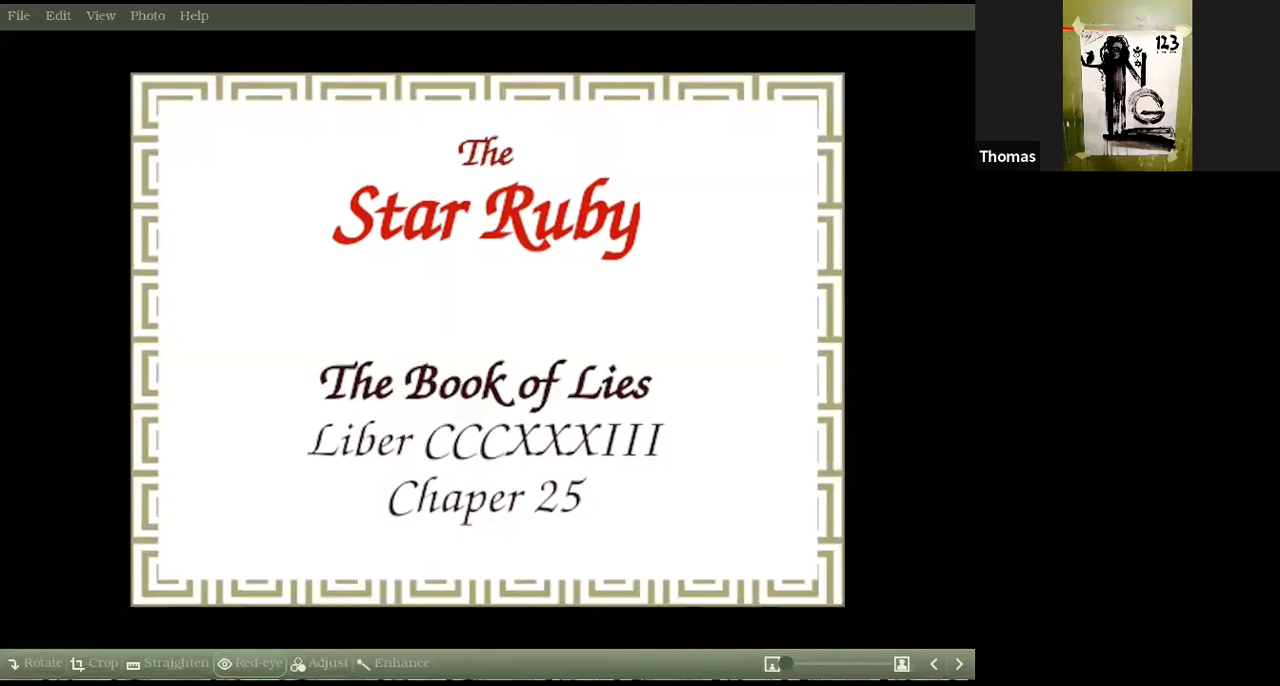 File Edit View Photo Help
The
Star Ruby
The Book of Lies
Liber CCCXXXIII
Chaper 25
Rotate Crop Straighten Red-eye Adjust Enhance
123
Thomas